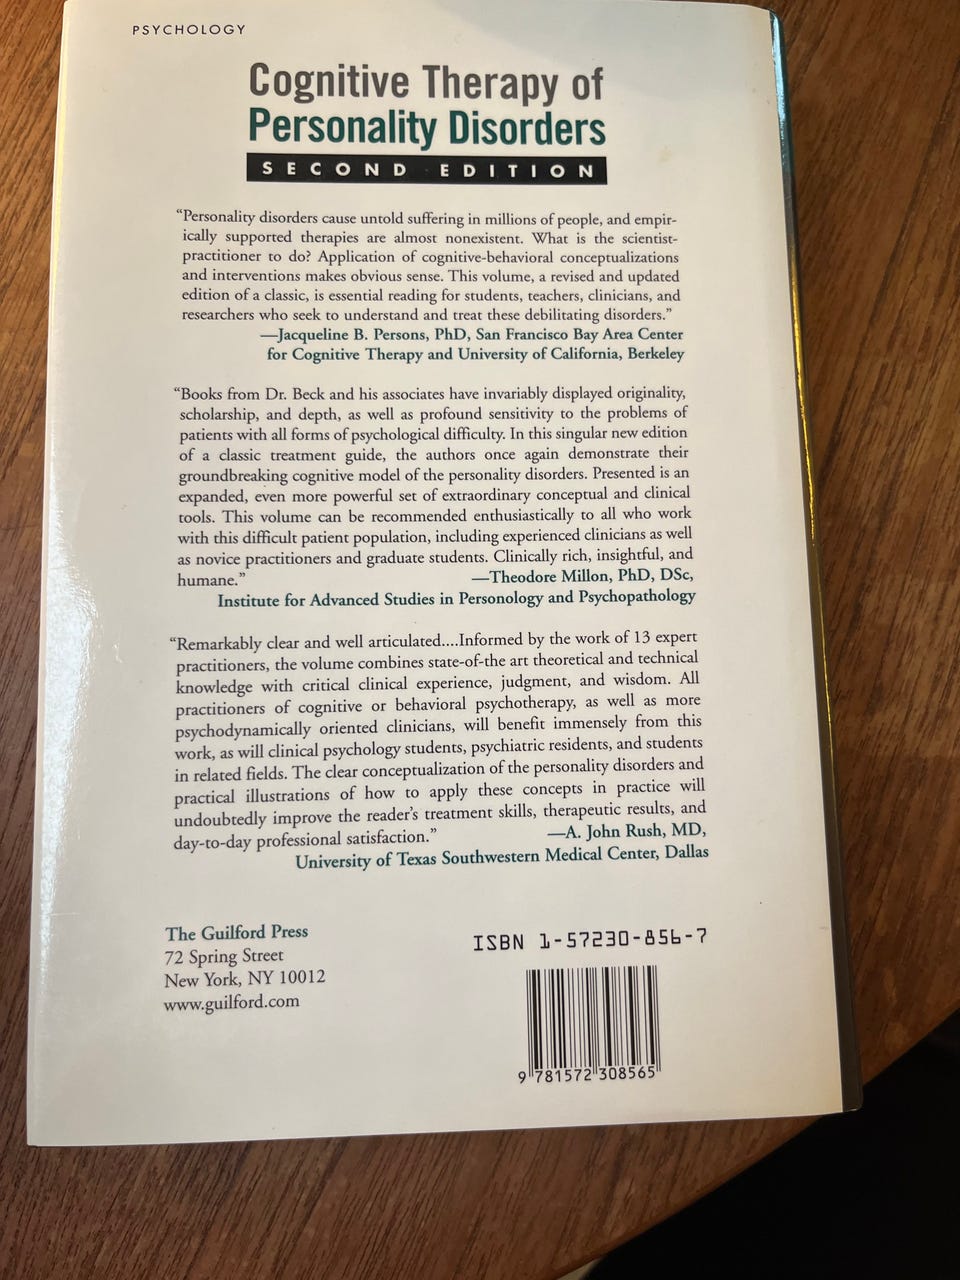 PSYCHOLOGY
Cognitive Therapy of
Personality Disorders
SECOND EDITION
“Personality disorders cause untold suffering in millions of people, and empir-
ically supported therapies are almost nonexistent. What is the scientist-
practitioner to do? Application of cognitive-behavioral conceptualizations
and interventions makes obvious sense. This volume, a revised and updated
edition of a classic, is essential reading for students, teachers, clinicians, and
researchers who seek to understand and treat these debilitating disorders.”
—Jacqueline B. Persons, PhD, San Francisco Bay Area Center
for Cognitive Therapy and University of California, Berkeley
“Books from Dr. Beck and his associates have invariably displayed originality,
scholarship, and depth, as well as profound sensitivity to the problems of
patients with all forms of psychological difficulty. In this singular new edition
of a classic treatment guide, the authors once again demonstrate their
groundbreaking cognitive model of the personality disorders. Presented is an
expanded, even more powerful set of extraordinary conceptual and clinical
tools. This volume can be recommended enthusiastically to all who work
with this difficult patient population, including experienced clinicians as well
as novice practitioners and graduate students. Clinically rich, insightful, and
humane.” —Theodore Millon, PhD, DSc,
Institute for Advanced Studies in Personology and Psychopathology
“Remarkably clear and well articulated....Informed by the work of 13 expert
practitioners, the volume combines state-of-the art theoretical and technical
knowledge with critical clinical experience, judgment, and wisdom. All
practitioners of cognitive or behavioral psychotherapy, as well as more
psychodynamically oriented clinicians, will benefit immensely from this
work, as will clinical psychology students, psychiatric residents, and students
in related fields. The clear conceptualization of the personality disorders and
practical illustrations of how to apply these concepts in practice will
undoubtedly improve the reader’s treatment skills, therapeutic results, and
day-to-day professional satisfaction.” —A. John Rush, MD,
University of Texas Southwestern Medical Center, Dallas
The Guilford Press
72 Spring Street
New York, NY 10012
www.guilford.com
ISBN 1-57230-856-7
9 781572 308565